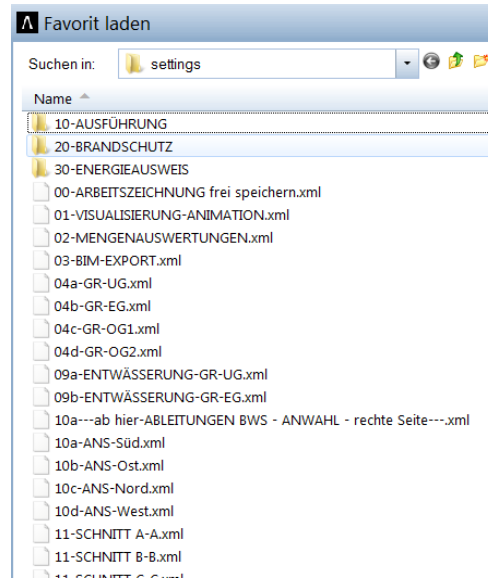 Favorit laden
Suchen in: settings
Name
10-AUSFÜHRUNG
20-BRANDSCHUTZ
30-ENERGIEAUSWEIS
00-ARBEITSZEICHNUNG frei speichern.xml
01-VISUALISIERUNG-ANIMATION.xml
02-MENGENAUSWERTUNGEN.xml
03-BIM-EXPORT.xml
04a-GR-UG.xml
04b-GR-EG.xml
04c-GR-OG1.xml
04d-GR-OG2.xml
09a-ENTWÄSSERUNG-GR-UG.xml
09b-ENTWÄSSERUNG-GR-EG.xml
10a---ab hier-ABLEITUNGEN BWS - ANWAHL - rechte Seite---.xml
10a-ANS-Süd.xml
10b-ANS-Ost.xml
10c-ANS-Nord.xml
10d-ANS-West.xml
11-SCHNITT A-A.xml
11-SCHNITT B-B.xml
11-SCHNITT C-C.xml